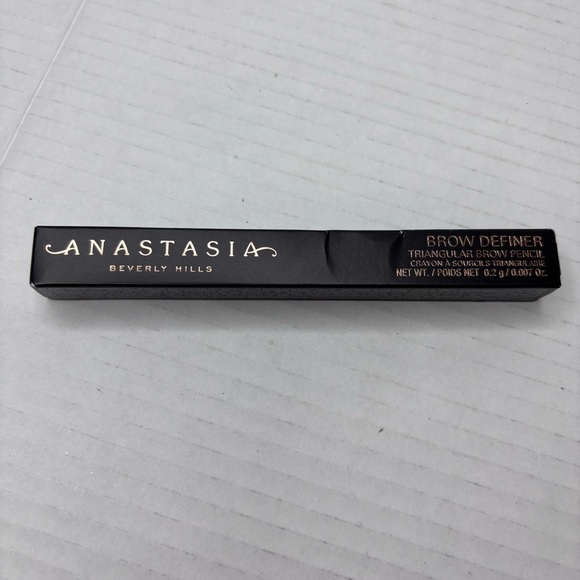 ANASTASIA
BEVERLY HILLS
BROW DEFINER
TRIANGULAR BROW PENCIL
CRAYON À SOURCILS TRIANGULAIRE
NET WT. / POIDS NET 0.2 g / 0.007 Oz.